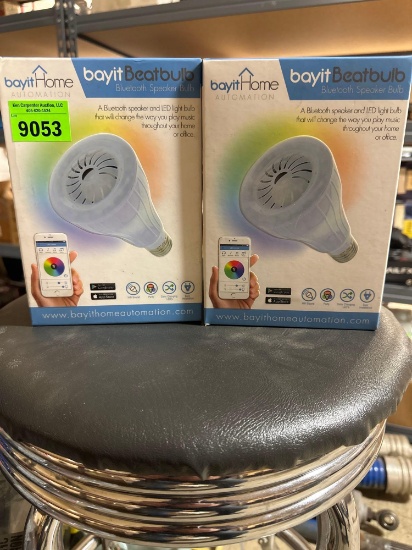 bayitHome
AUTOMATION
bayitBeatbulb
Bluetooth Speaker Bulb
A Bluetooth speaker and LED light bulb
that will change the way you play music
throughout your home
or office.
9053
www.bayithomeautomation.com
bayitHome
AUTOMATION
bayitBeatbulb
Bluetooth Speaker Bulb
A Bluetooth speaker and LED light bulb
that will change the way you play music
throughout your home
or office.
www.bayithomeautomation.com